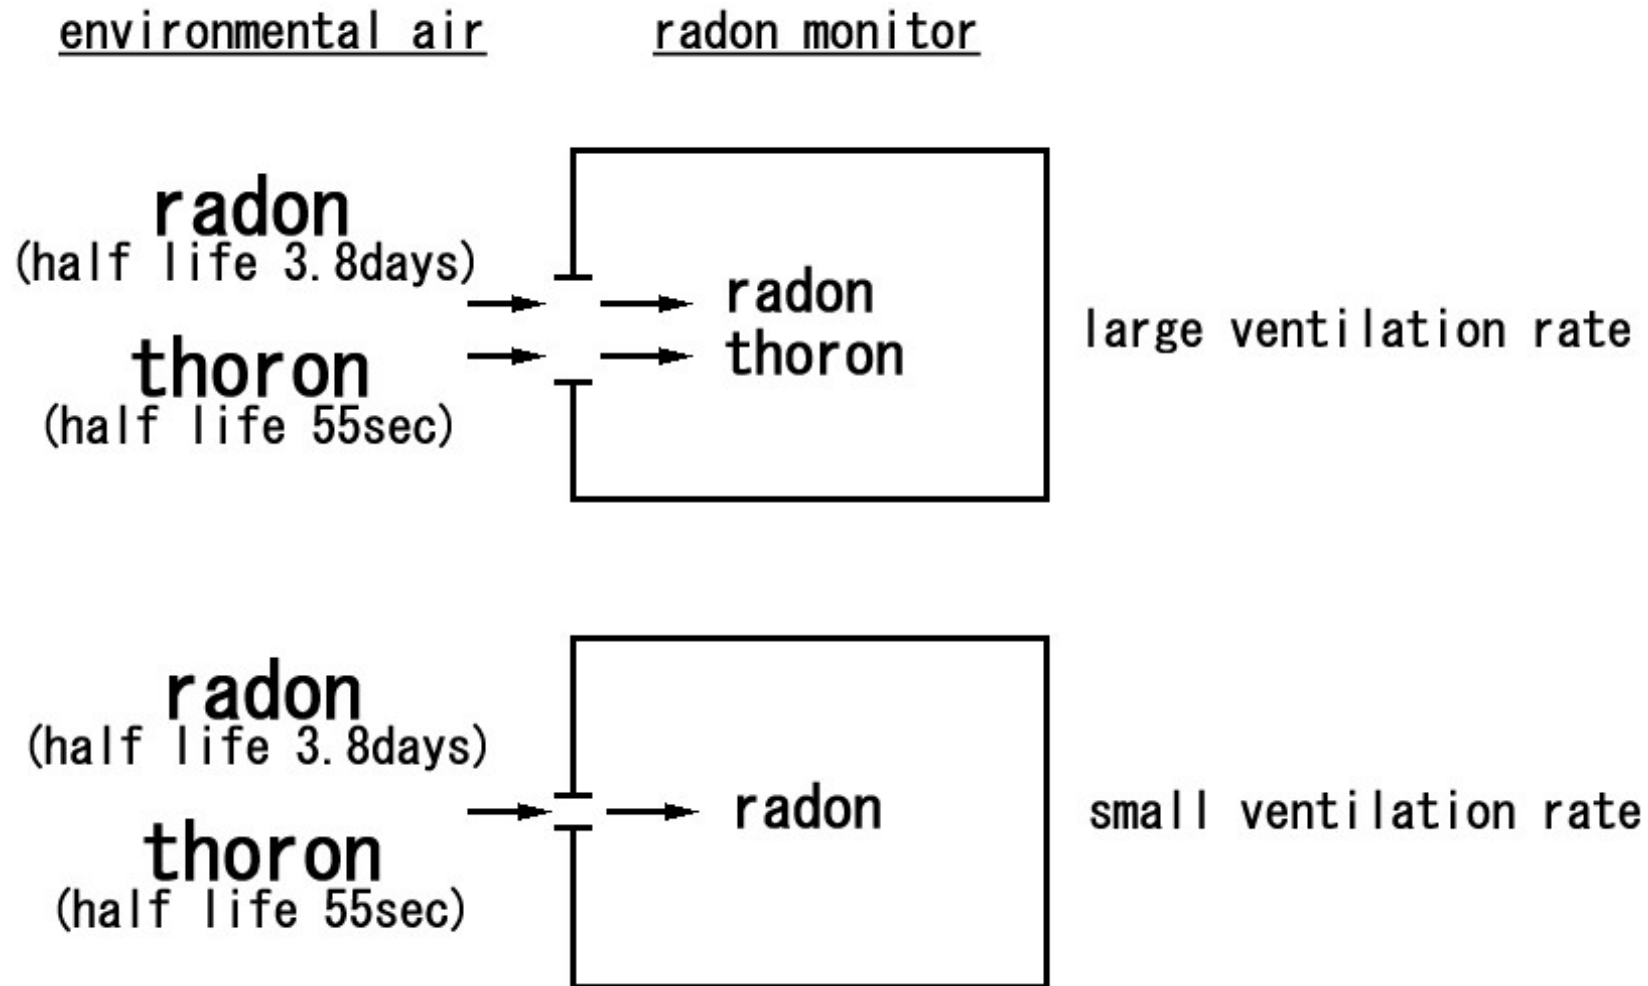 environmental air
radon monitor
radon
(half life 3.8days)
thoron
(half life 55sec)
radon
thoron
large ventilation rate
radon
(half life 3.8days)
thoron
(half life 55sec)
radon
small ventilation rate